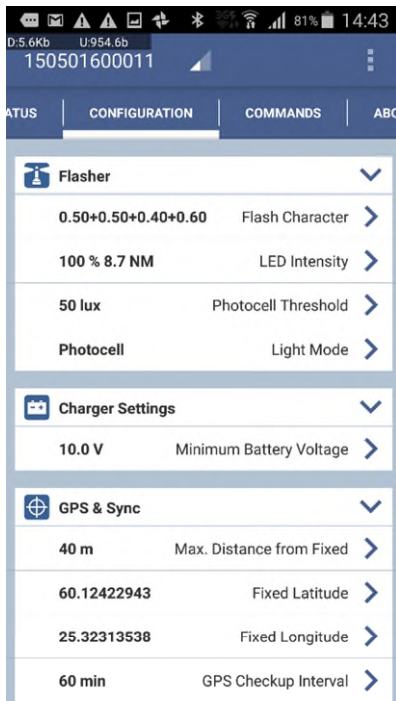 81% 14:43
D:5.6Kb U:954.6b
150501600011
ATUS CONFIGURATION COMMANDS ABO
Flasher
0.50+0.50+0.40+0.60 Flash Character
100 % 8.7 NM LED Intensity
50 lux Photocell Threshold
Photocell Light Mode
Charger Settings
10.0 V Minimum Battery Voltage
GPS & Sync
40 m Max. Distance from Fixed
60.12422943 Fixed Latitude
25.32313538 Fixed Longitude
60 min GPS Checkup Interval